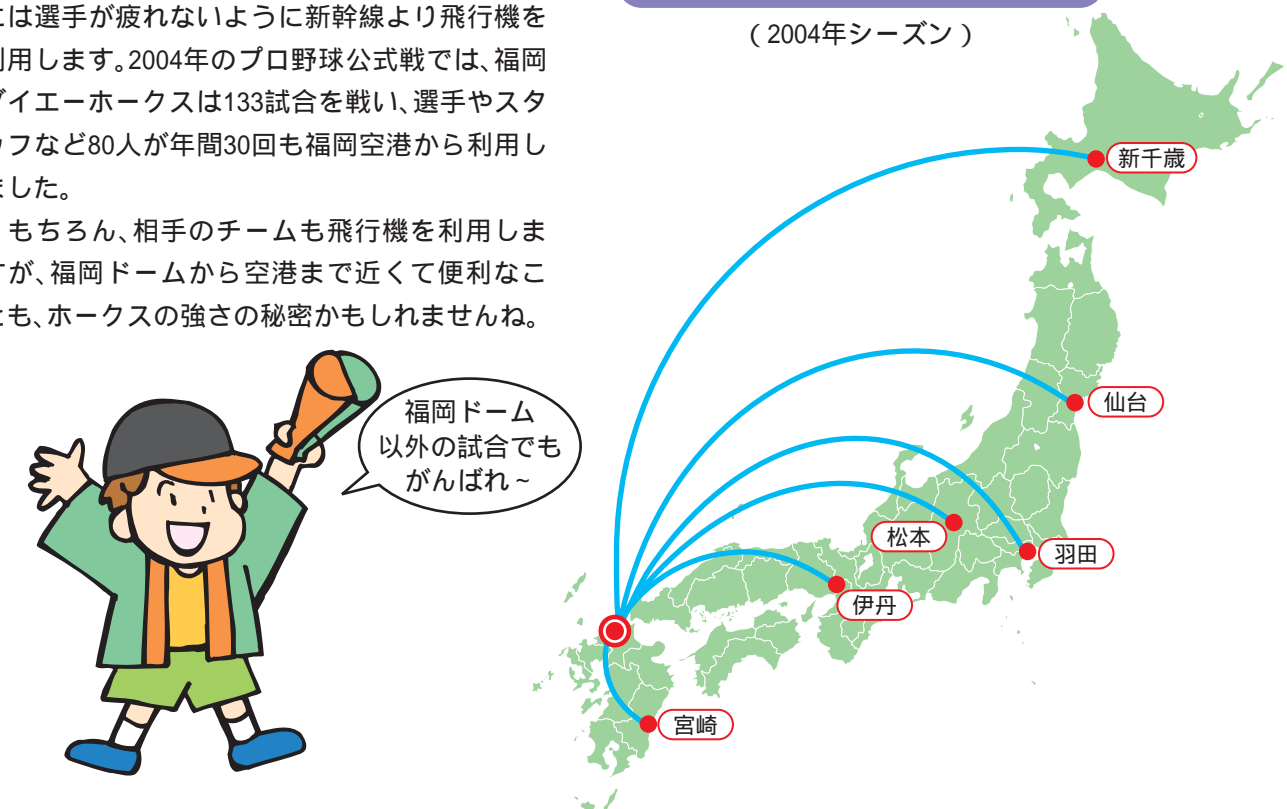 には選手が疲れないように新幹線より飛行機を
利用します。2004年のプロ野球公式戦では、福岡
ダイエーホークスは133試合を戦い、選手やスタ
ッフなど80人が年間30回も福岡空港から利用し
ました。
もちろん、相手のチームも飛行機を利用しま
すが、福岡ドームから空港まで近くて便利なこ
とも、ホークスの強さの秘密かもしれませんね。
福岡ドーム
以外の試合でも
がんばれ~
(2004年シーズン)
新千歳
仙台
松本
羽田
伊丹
宮崎